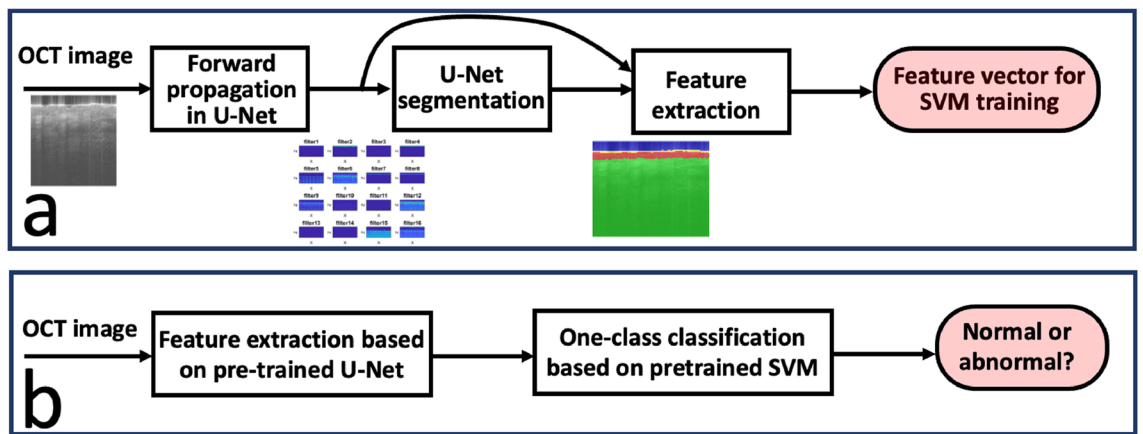 OCT image
Forward
propagation
in U-Net
U-Net
segmentation
Feature
extraction
Feature vector for
SVM training
filter1 filter2 filter3 filter4
filter5 filter6 filter7 filter8
filter9 filter10 filter11 filter12
filter13 filter14 filter15 filter16
a
OCT image
Feature extraction based
on pre-trained U-Net
One-class classification
based on pretrained SVM
Normal or
abnormal?
b